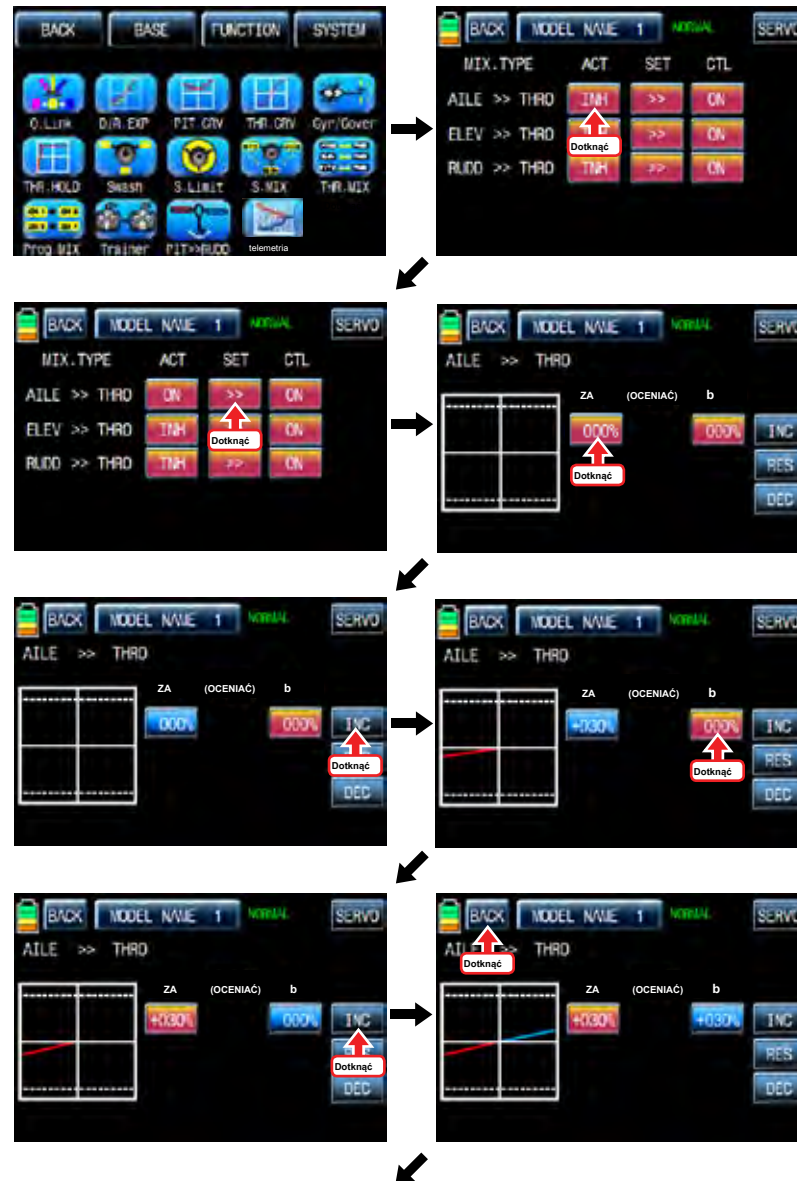 BACK BASE FUNCTION SYSTEM
Q.Link D/R.EXP PIT.CRV THR.CRV Gyr/Gover
THR.HOLD Swash S.Limit S.MIX THR.MIX
Prog.MIX Trainer PIT>>RUDD telemetria
BACK MODEL NAME 1 NORMAL SERVO
MIX.TYPE ACT SET CTL
AILE >> THRO INH >> ON
ELEV >> THRO >> ON
Dotknąć
RUDD >> THRO INH >> ON
BACK MODEL NAME 1 NORMAL SERVO
MIX.TYPE ACT SET CTL
AILE >> THRO ON >> ON
ELEV >> THRO INH ON
Dotknąć
RUDD >> THRO INH >> ON
BACK MODEL NAME 1 NORMAL SERVO
AILE >> THRO
ZA (OCENIAĆ) b
000% 000% INC
Dotknąć
RES
DEC
BACK MODEL NAME 1 NORMAL SERVO
AILE >> THRO
ZA (OCENIAĆ) b
000% 000% INC
Dotknąć
DEC
BACK MODEL NAME 1 NORMAL SERVO
AILE >> THRO
ZA (OCENIAĆ) b
+030% 000% INC
Dotknąć
RES
DEC
BACK MODEL NAME 1 NORMAL SERVO
AILE >> THRO
ZA (OCENIAĆ) b
+030% 000% INC
Dotknąć
DEC
BACK MODEL NAME 1 NORMAL SERVO
AILE >> THRO
Dotknąć
ZA (OCENIAĆ) b
+030% +030% INC
RES
DEC